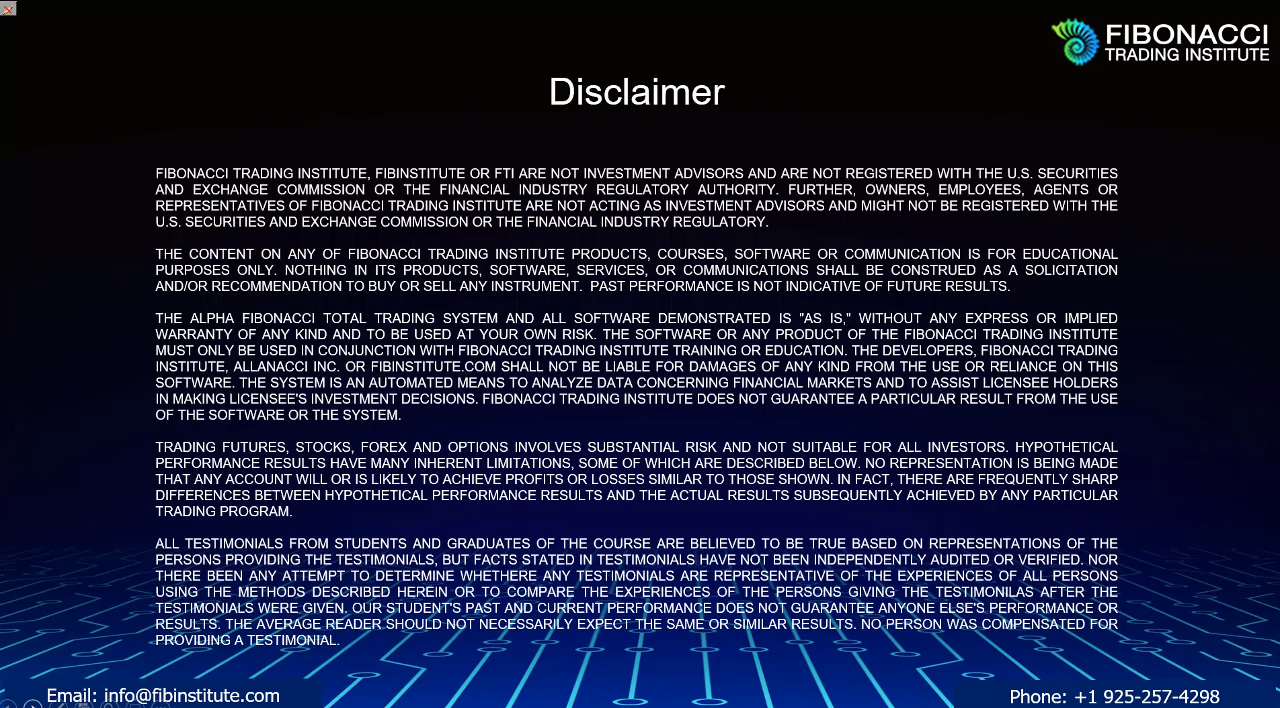 FIBONACCI
TRADING INSTITUTE
Disclaimer
FIBONACCI TRADING INSTITUTE, FIBINSTITUTE OR FTI ARE NOT INVESTMENT ADVISORS AND ARE NOT REGISTERED WITH THE U.S. SECURITIES
AND EXCHANGE COMMISSION OR THE FINANCIAL INDUSTRY REGULATORY AUTHORITY. FURTHER, OWNERS, EMPLOYEES, AGENTS OR
REPRESENTATIVES OF FIBONACCI TRADING INSTITUTE ARE NOT ACTING AS INVESTMENT ADVISORS AND MIGHT NOT BE REGISTERED WITH THE
U.S. SECURITIES AND EXCHANGE COMMISSION OR THE FINANCIAL INDUSTRY REGULATORY.
THE CONTENT ON ANY OF FIBONACCI TRADING INSTITUTE PRODUCTS, COURSES, SOFTWARE OR COMMUNICATION IS FOR EDUCATIONAL
PURPOSES ONLY. NOTHING IN ITS PRODUCTS, SOFTWARE, SERVICES, OR COMMUNICATIONS SHALL BE CONSTRUED AS A SOLICITATION
AND/OR RECOMMENDATION TO BUY OR SELL ANY INSTRUMENT. PAST PERFORMANCE IS NOT INDICATIVE OF FUTURE RESULTS.
THE ALPHA FIBONACCI TOTAL TRADING SYSTEM AND ALL SOFTWARE DEMONSTRATED IS "AS IS," WITHOUT ANY EXPRESS OR IMPLIED
WARRANTY OF ANY KIND AND TO BE USED AT YOUR OWN RISK. THE SOFTWARE OR ANY PRODUCT OF THE FIBONACCI TRADING INSTITUTE
MUST ONLY BE USED IN CONJUNCTION WITH FIBONACCI TRADING INSTITUTE TRAINING OR EDUCATION. THE DEVELOPERS, FIBONACCI TRADING
INSTITUTE, ALLANACCI INC. OR FIBINSTITUTE.COM SHALL NOT BE LIABLE FOR DAMAGES OF ANY KIND FROM THE USE OR RELIANCE ON THIS
SOFTWARE. THE SYSTEM IS AN AUTOMATED MEANS TO ANALYZE DATA CONCERNING FINANCIAL MARKETS AND TO ASSIST LICENSEE HOLDERS
IN MAKING LICENSEE'S INVESTMENT DECISIONS. FIBONACCI TRADING INSTITUTE DOES NOT GUARANTEE A PARTICULAR RESULT FROM THE USE
OF THE SOFTWARE OR THE SYSTEM.
TRADING FUTURES, STOCKS, FOREX AND OPTIONS INVOLVES SUBSTANTIAL RISK AND NOT SUITABLE FOR ALL INVESTORS. HYPOTHETICAL
PERFORMANCE RESULTS HAVE MANY INHERENT LIMITATIONS, SOME OF WHICH ARE DESCRIBED BELOW. NO REPRESENTATION IS BEING MADE
THAT ANY ACCOUNT WILL OR IS LIKELY TO ACHIEVE PROFITS OR LOSSES SIMILAR TO THOSE SHOWN. IN FACT, THERE ARE FREQUENTLY SHARP
DIFFERENCES BETWEEN HYPOTHETICAL PERFORMANCE RESULTS AND THE ACTUAL RESULTS SUBSEQUENTLY ACHIEVED BY ANY PARTICULAR
TRADING PROGRAM.
ALL TESTIMONIALS FROM STUDENTS AND GRADUATES OF THE COURSE ARE BELIEVED TO BE TRUE BASED ON REPRESENTATIONS OF THE
PERSONS PROVIDING THE TESTIMONIALS, BUT FACTS STATED IN TESTIMONIALS HAVE NOT BEEN INDEPENDENTLY AUDITED OR VERIFIED. NOR
THERE BEEN ANY ATTEMPT TO DETERMINE WHETHERE ANY TESTIMONIALS ARE REPRESENTATIVE OF THE EXPERIENCES OF ALL PERSONS
USING THE METHODS DESCRIBED HEREIN OR TO COMPARE THE EXPERIENCES OF THE PERSONS GIVING THE TESTIMONILAS AFTER THE
TESTIMONIALS WERE GIVEN. OUR STUDENT'S PAST AND CURRENT PERFORMANCE DOES NOT GUARANTEE ANYONE ELSE'S PERFORMANCE OR
RESULTS. THE AVERAGE READER SHOULD NOT NECESSARILY EXPECT THE SAME OR SIMILAR RESULTS. NO PERSON WAS COMPENSATED FOR
PROVIDING A TESTIMONIAL.
Email: info@fibinstitute.com
Phone: +1 925-257-4298